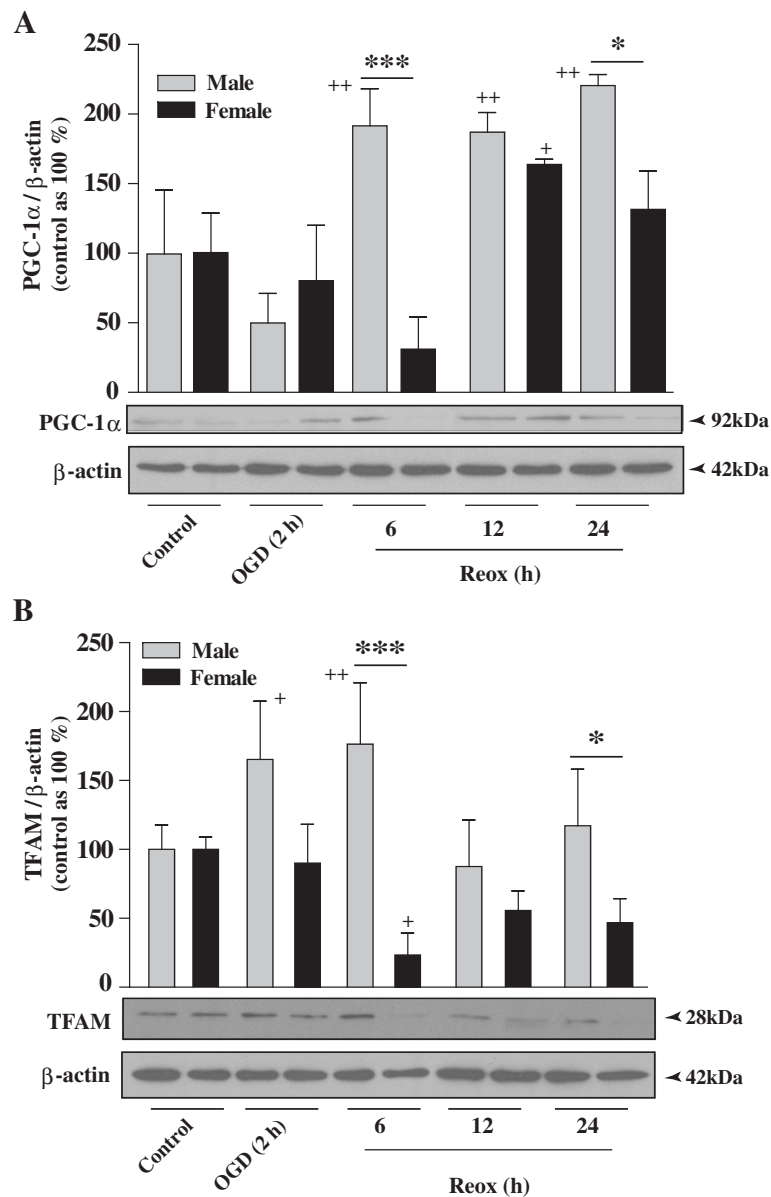 A
PGC-1α/β-actin
(control as 100 %)
250
200
150
100
50
0
Male
Female
++
***
++
+
++
*
PGC-1α
92kDa
β-actin
42kDa
Control
OGD (2 h)
6
12
24
Reox (h)
B
TFAM/β-actin
(control as 100 %)
250
200
150
100
50
0
Male
Female
+
++
***
+
*
TFAM
28kDa
β-actin
42kDa
Control
OGD (2 h)
6
12
24
Reox (h)